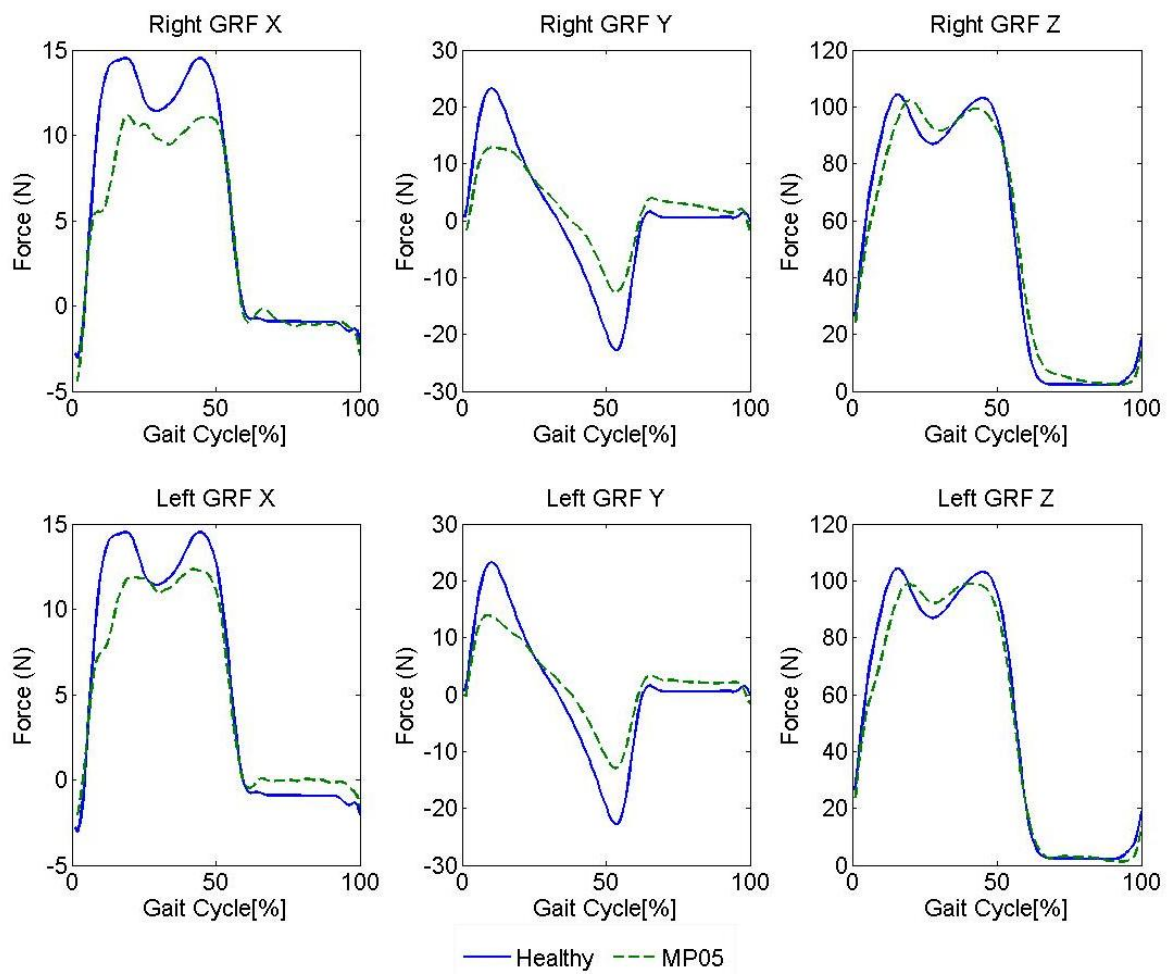 Right GRF X
Right GRF Y
Right GRF Z
15
10
5
0
-5
Force (N)
0
50
100
Gait Cycle[%]
30
20
10
0
-10
-20
-30
Force (N)
0
50
100
Gait Cycle[%]
120
100
80
60
40
20
0
Force (N)
0
50
100
Gait Cycle[%]
Left GRF X
Left GRF Y
Left GRF Z
15
10
5
0
-5
Force (N)
0
50
100
Gait Cycle[%]
30
20
10
0
-10
-20
-30
Force (N)
0
50
100
Gait Cycle[%]
120
100
80
60
40
20
0
Force (N)
0
50
100
Gait Cycle[%]
Healthy
MP05